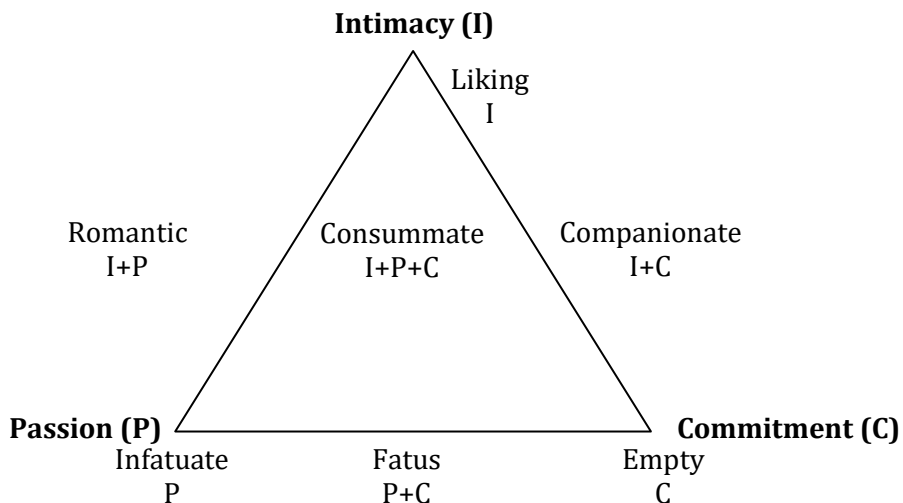 Intimacy (I)
Liking
I
Romantic
I+P
Consummate
I+P+C
Companionate
I+C
Passion (P)
Commitment (C)
Infatuate
P
Fatus
P+C
Empty
C